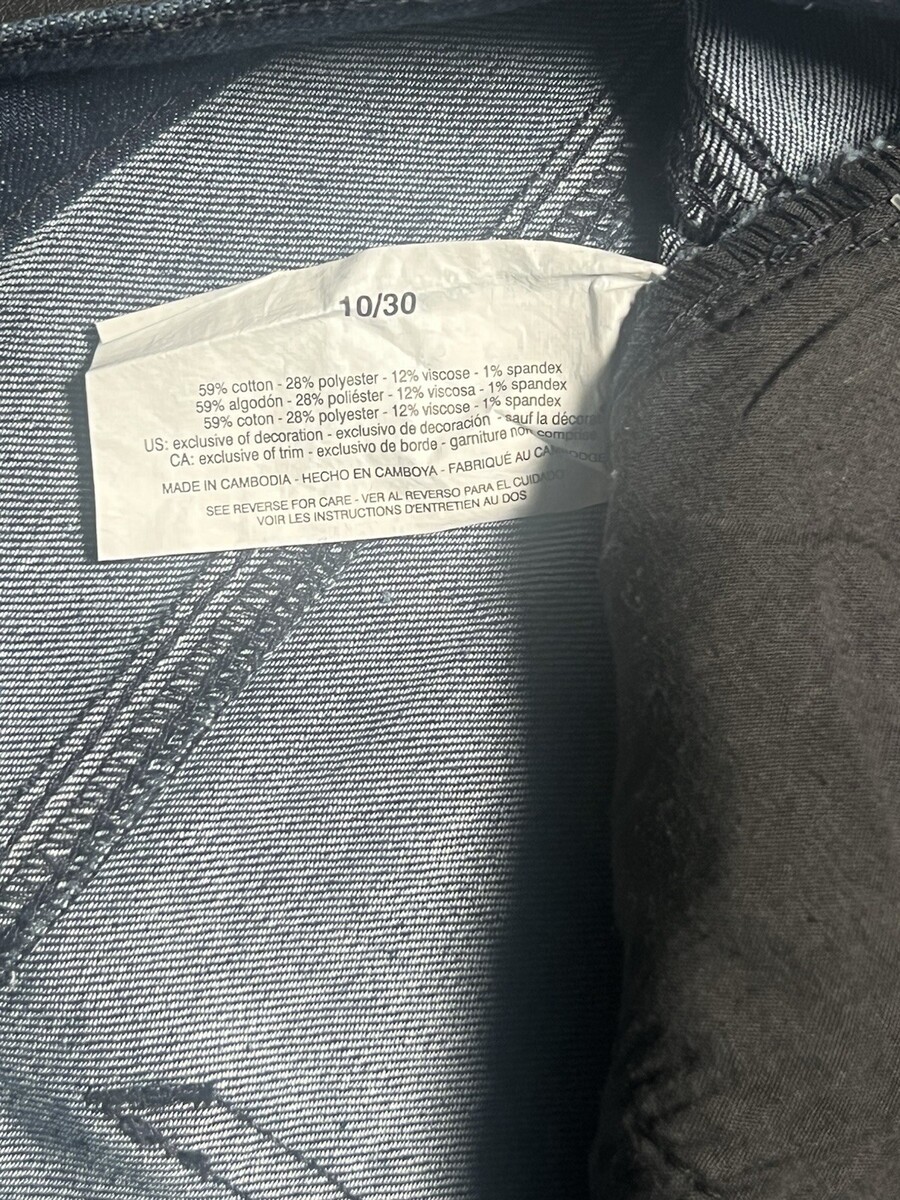 10/30
59% cotton - 28% polyester - 12% viscose - 1% spandex
59% algodón - 28% poliéster - 12% viscosa - 1% spandex
59% coton - 28% polyester - 12% viscose - 1% spandex
US: exclusive of decoration - exclusivo de decoración - sauf la
CA: exclusive of trim - exclusivo de borde - garniture non comprise
MADE IN CAMBODIA - HECHO EN CAMBOYA - FABRIQUÉ AU
SEE REVERSE FOR CARE - VER AL REVERSO PARA EL CUIDADO
VOIR LES INSTRUCTIONS D'ENTRETIEN AU DOS